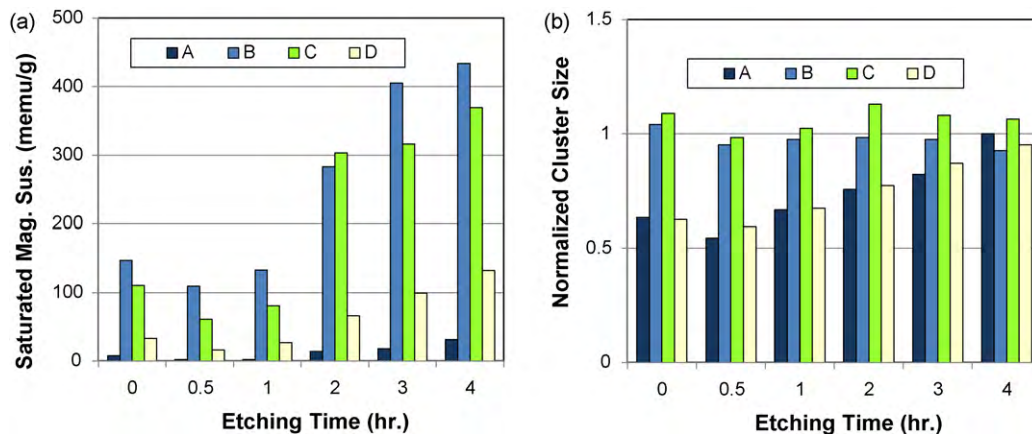 (a)
Saturated Mag. Sus. (memu/g)
500
400
300
200
100
0
A B C D
0 0.5 1 2 3 4
Etching Time (hr.)
(b)
Normalized Cluster Size
1.5
1
0.5
0
A B C D
0 0.5 1 2 3 4
Etching Time (hr.)